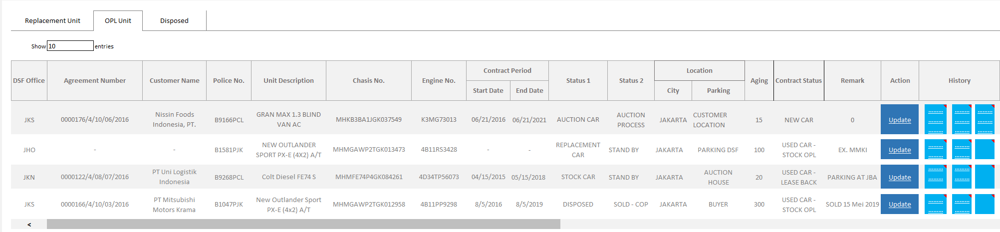 Replacement Unit OPL Unit Disposed
Show 10 entries
DSF Office Agreement Number Customer Name Police No. Unit Description Chasis No. Engine No. Contract Period Status 1 Status 2 Location Aging Contract Status Remark Action History
Start Date End Date City Parking
JKS 0000176/4/10/06/2016 Nissin Foods Indonesia, PT. B9166PCL GRAN MAX 1.3 BLIND VAN AC MHKB3BA1JGK037549 K3MG73013 06/21/2016 06/21/2021 AUCTION CAR AUCTION PROCESS JAKARTA CUSTOMER LOCATION 15 NEW CAR 0 Update
JHO - - B1581PJK NEW OUTLANDER SPORT PX-E (4X2) A/T MHMGAWP2TGK013473 4B11RS3428 - - REPLACEMENT CAR STAND BY JAKARTA PARKING DSF 100 USED CAR - STOCK OPL EX. MMKI Update
JKN 0000122/4/08/07/2016 PT Uni Logistik Indonesia B9268PCL Colt Diesel FE74 S MHMFE74P4GK084261 4D34TP56073 04/15/2015 05/15/2018 STOCK CAR STAND BY JAKARTA AUCTION HOUSE 20 USED CAR - LEASE BACK PARKING AT JBA Update
JKS 0000166/4/10/03/2016 PT Mitsubishi Motors Krama B1047PJK New Outlander Sport PX-E (4x2) A/T MHMGAWP2TGK012958 4B11PP9298 8/5/2016 8/5/2019 DISPOSED SOLD - COP JAKARTA BUYER 300 USED CAR - STOCK OPL SOLD 15 Mei 2019 Update
<